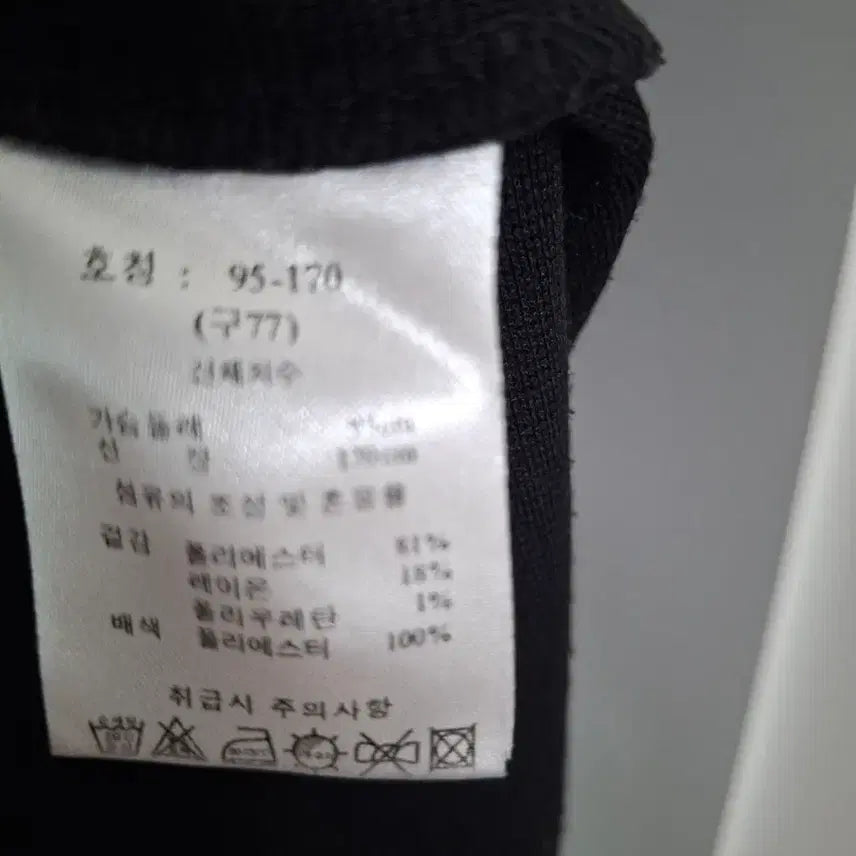 호칭 : 95-170
(구77)
신체치수
가슴둘레
신 장 170cm
섬유의 조성 및 혼용률
겉감 폴리에스터 81%
레이온 18%
폴리우레탄 1%
배색 폴리에스터 100%
취급시 주의사항